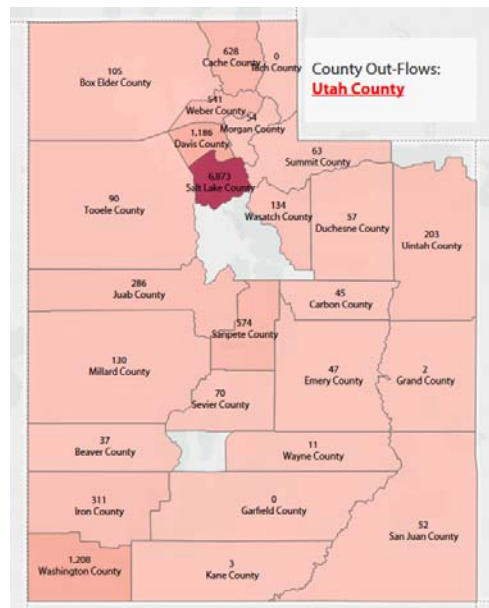 County Out-Flows:
Utah County
105
Box Elder County
628
Cache County
0
Rich County
541
Weber County
54
Morgan County
1,186
Davis County
63
Summit County
6,873
Salt Lake County
90
Tooele County
134
Wasatch County
57
Duchesne County
203
Uintah County
286
Juab County
45
Carbon County
574
Sanpete County
130
Millard County
47
Emery County
2
Grand County
70
Sevier County
37
Beaver County
11
Wayne County
311
Iron County
0
Garfield County
52
San Juan County
1,208
Washington County
3
Kane County